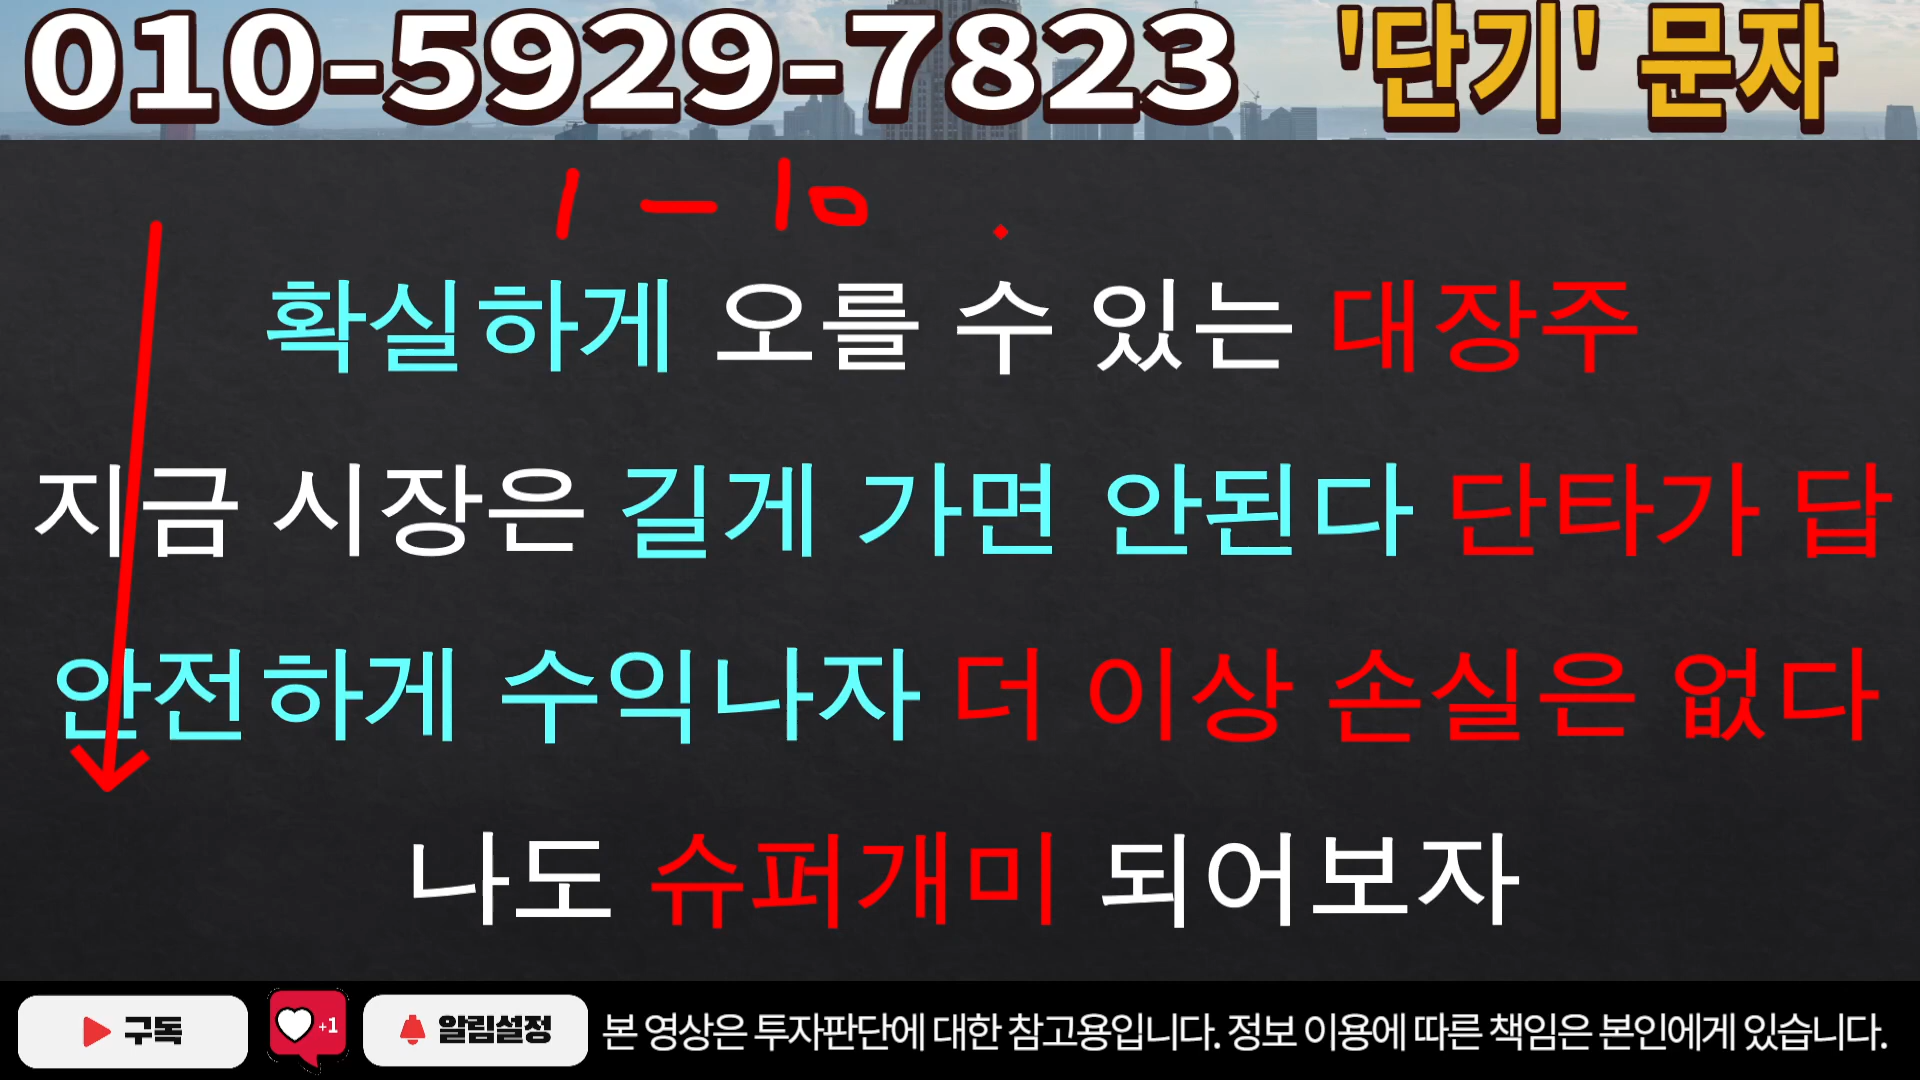 010-5929-7823 '단기' 문자
1 - 10
확실하게 오를 수 있는 대장주
지금 시장은 길게 가면 안된다 단타가 답
안전하게 수익나자 더 이상 손실은 없다
나도 슈퍼개미 되어보자
구독 +1 알림설정 본 영상은 투자판단에 대한 참고용입니다. 정보 이용에 따른 책임은 본인에게 있습니다.